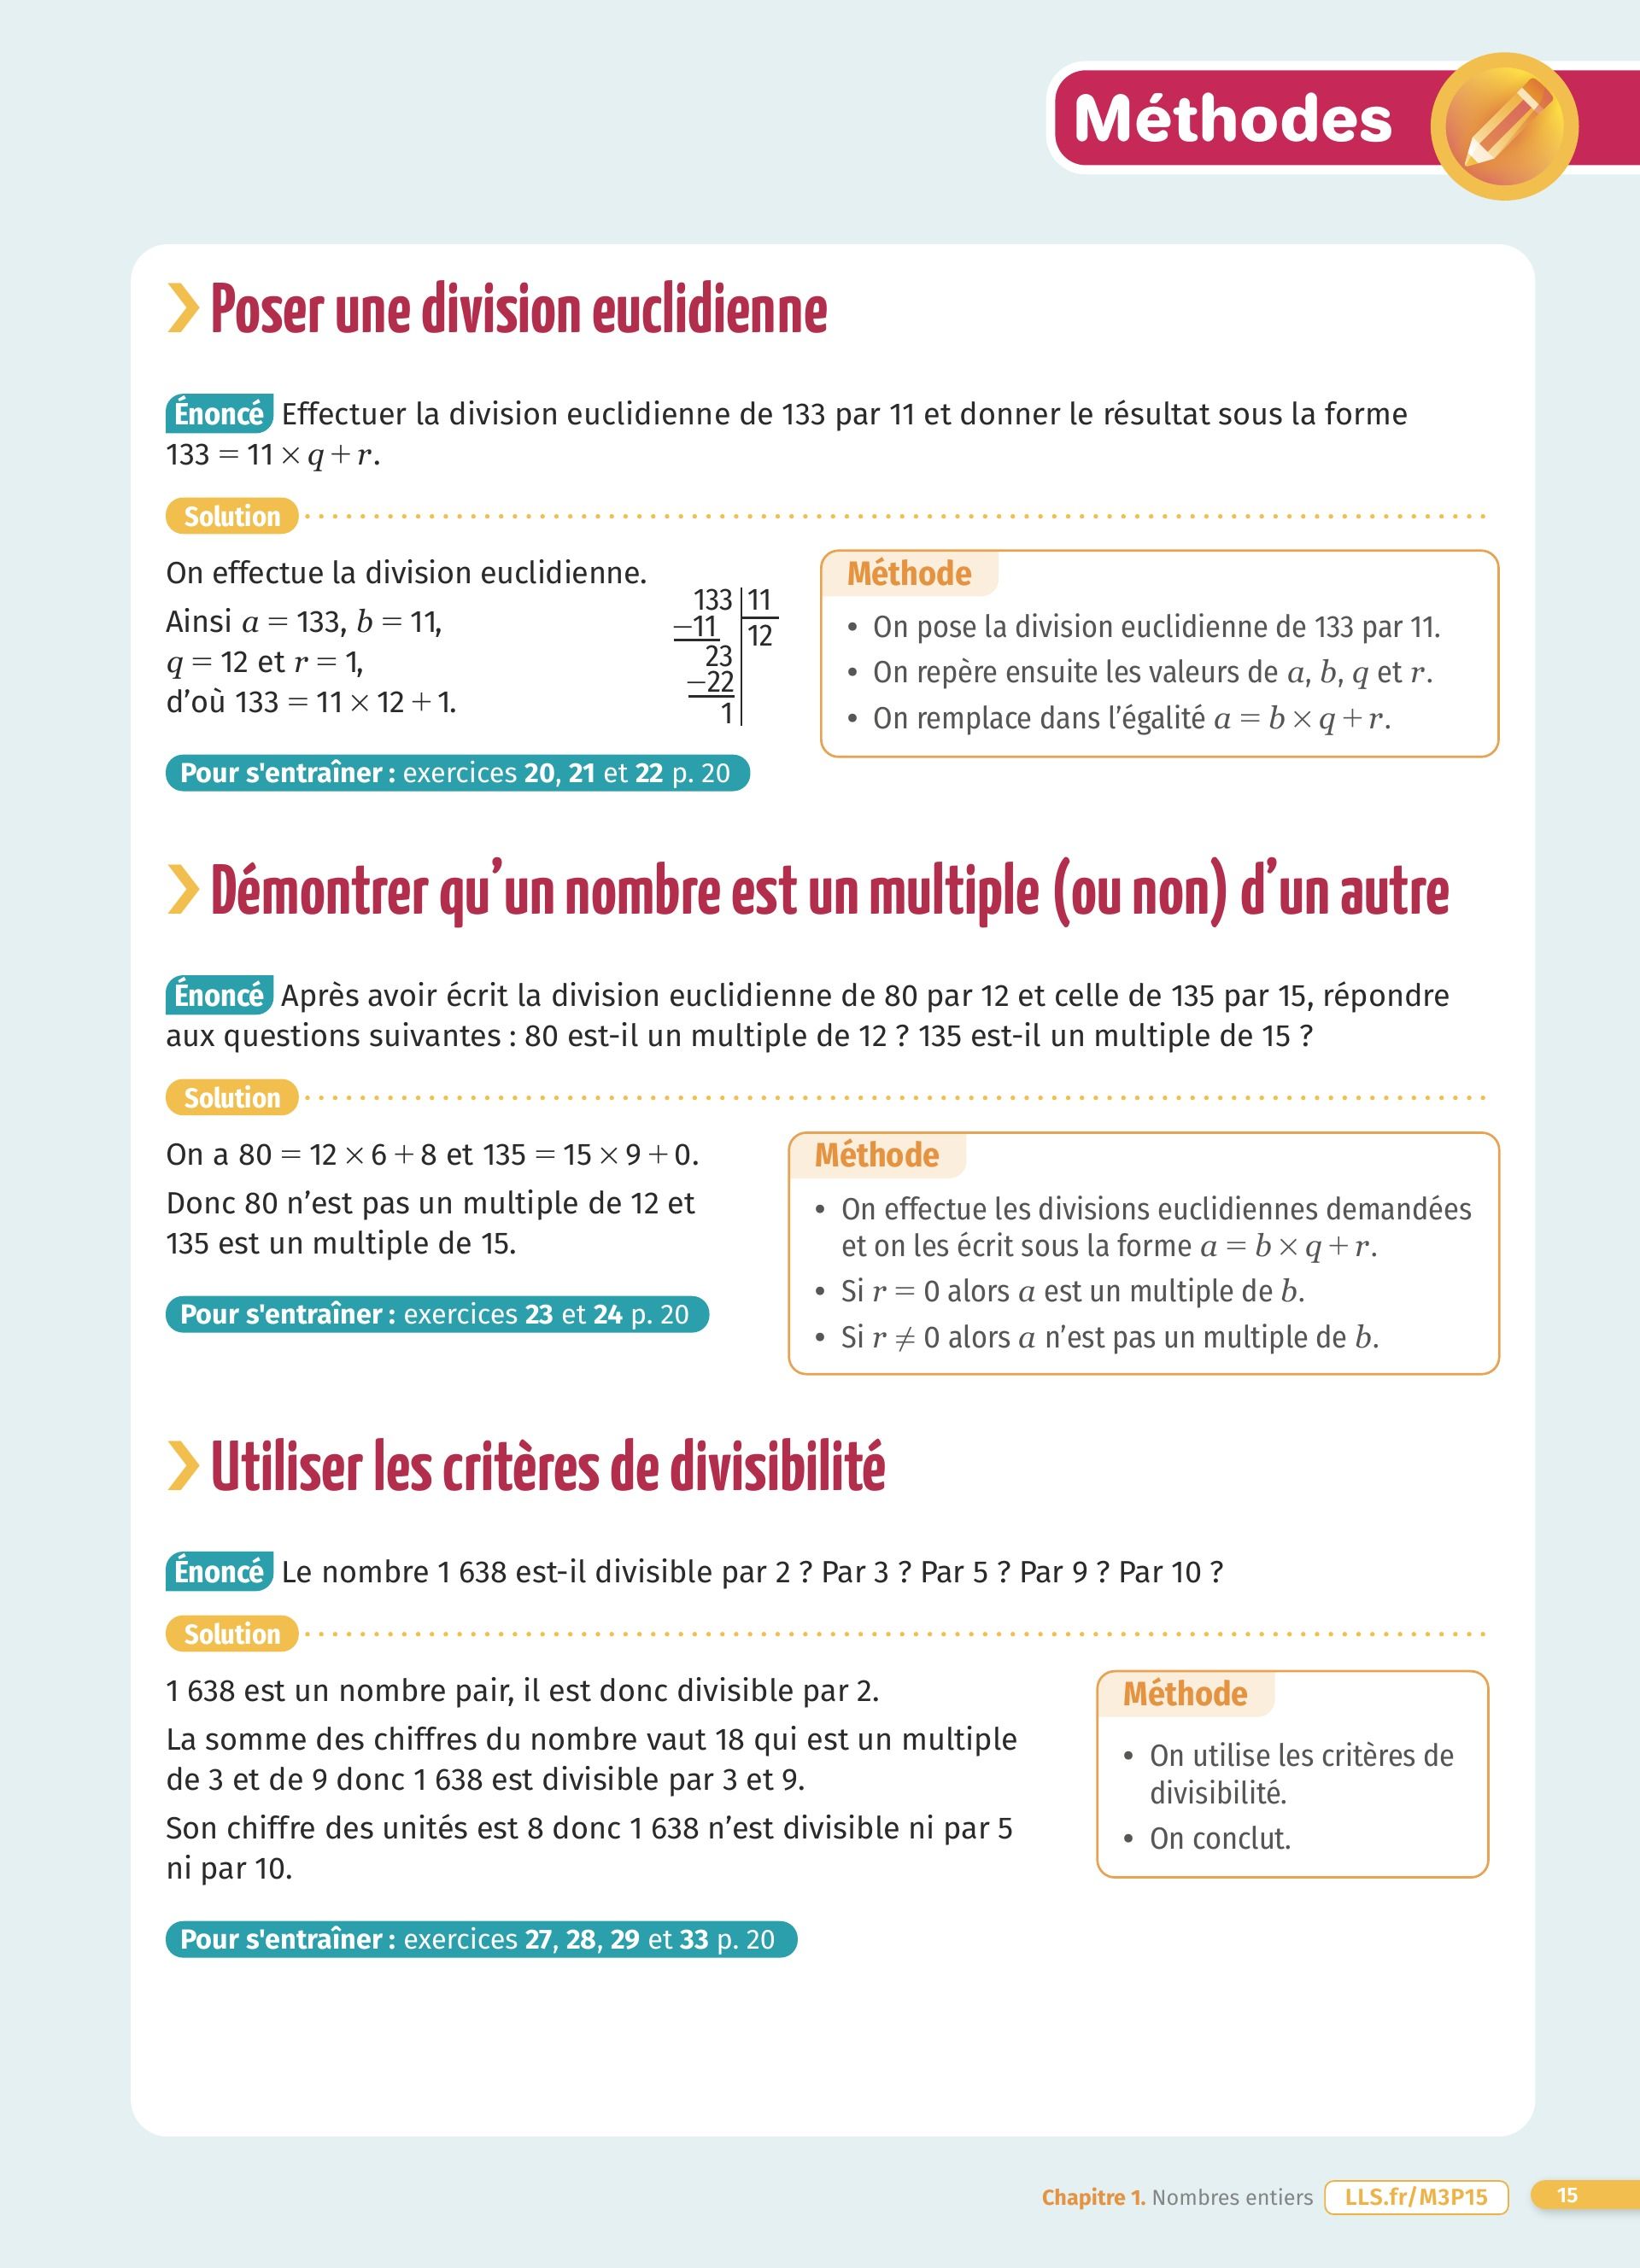 Méthodes
Poser une division euclidienne
Énoncé Effectuer la division euclidienne de 133 par 11 et donner le résultat sous la forme
133 = 11 × q + r.
Solution
On effectue la division euclidienne.
Ainsi a = 133, b = 11,
q = 12 et r = 1,
d’où 133 = 11 × 12 + 1.
133 11
−11 12
23
−22
1
Méthode
• On pose la division euclidienne de 133 par 11.
• On repère ensuite les valeurs de a, b, q et r.
• On remplace dans l’égalité a = b × q + r.
Pour s'entraîner : exercices 20, 21 et 22 p. 20
Démontrer qu’un nombre est un multiple (ou non) d’un autre
Énoncé Après avoir écrit la division euclidienne de 80 par 12 et celle de 135 par 15, répondre
aux questions suivantes : 80 est-il un multiple de 12 ? 135 est-il un multiple de 15 ?
Solution
On a 80 = 12 × 6 + 8 et 135 = 15 × 9 + 0.
Donc 80 n’est pas un multiple de 12 et
135 est un multiple de 15.
Méthode
• On effectue les divisions euclidiennes demandées
et on les écrit sous la forme a = b × q + r.
• Si r = 0 alors a est un multiple de b.
• Si r ≠ 0 alors a n’est pas un multiple de b.
Pour s'entraîner : exercices 23 et 24 p. 20
Utiliser les critères de divisibilité
Énoncé Le nombre 1 638 est-il divisible par 2 ? Par 3 ? Par 5 ? Par 9 ? Par 10 ?
Solution
1 638 est un nombre pair, il est donc divisible par 2.
La somme des chiffres du nombre vaut 18 qui est un multiple
de 3 et de 9 donc 1 638 est divisible par 3 et 9.
Son chiffre des unités est 8 donc 1 638 n’est divisible ni par 5
ni par 10.
Méthode
• On utilise les critères de
divisibilité.
• On conclut.
Pour s'entraîner : exercices 27, 28, 29 et 33 p. 20
Chapitre 1. Nombres entiers LLS.fr/M3P15 15